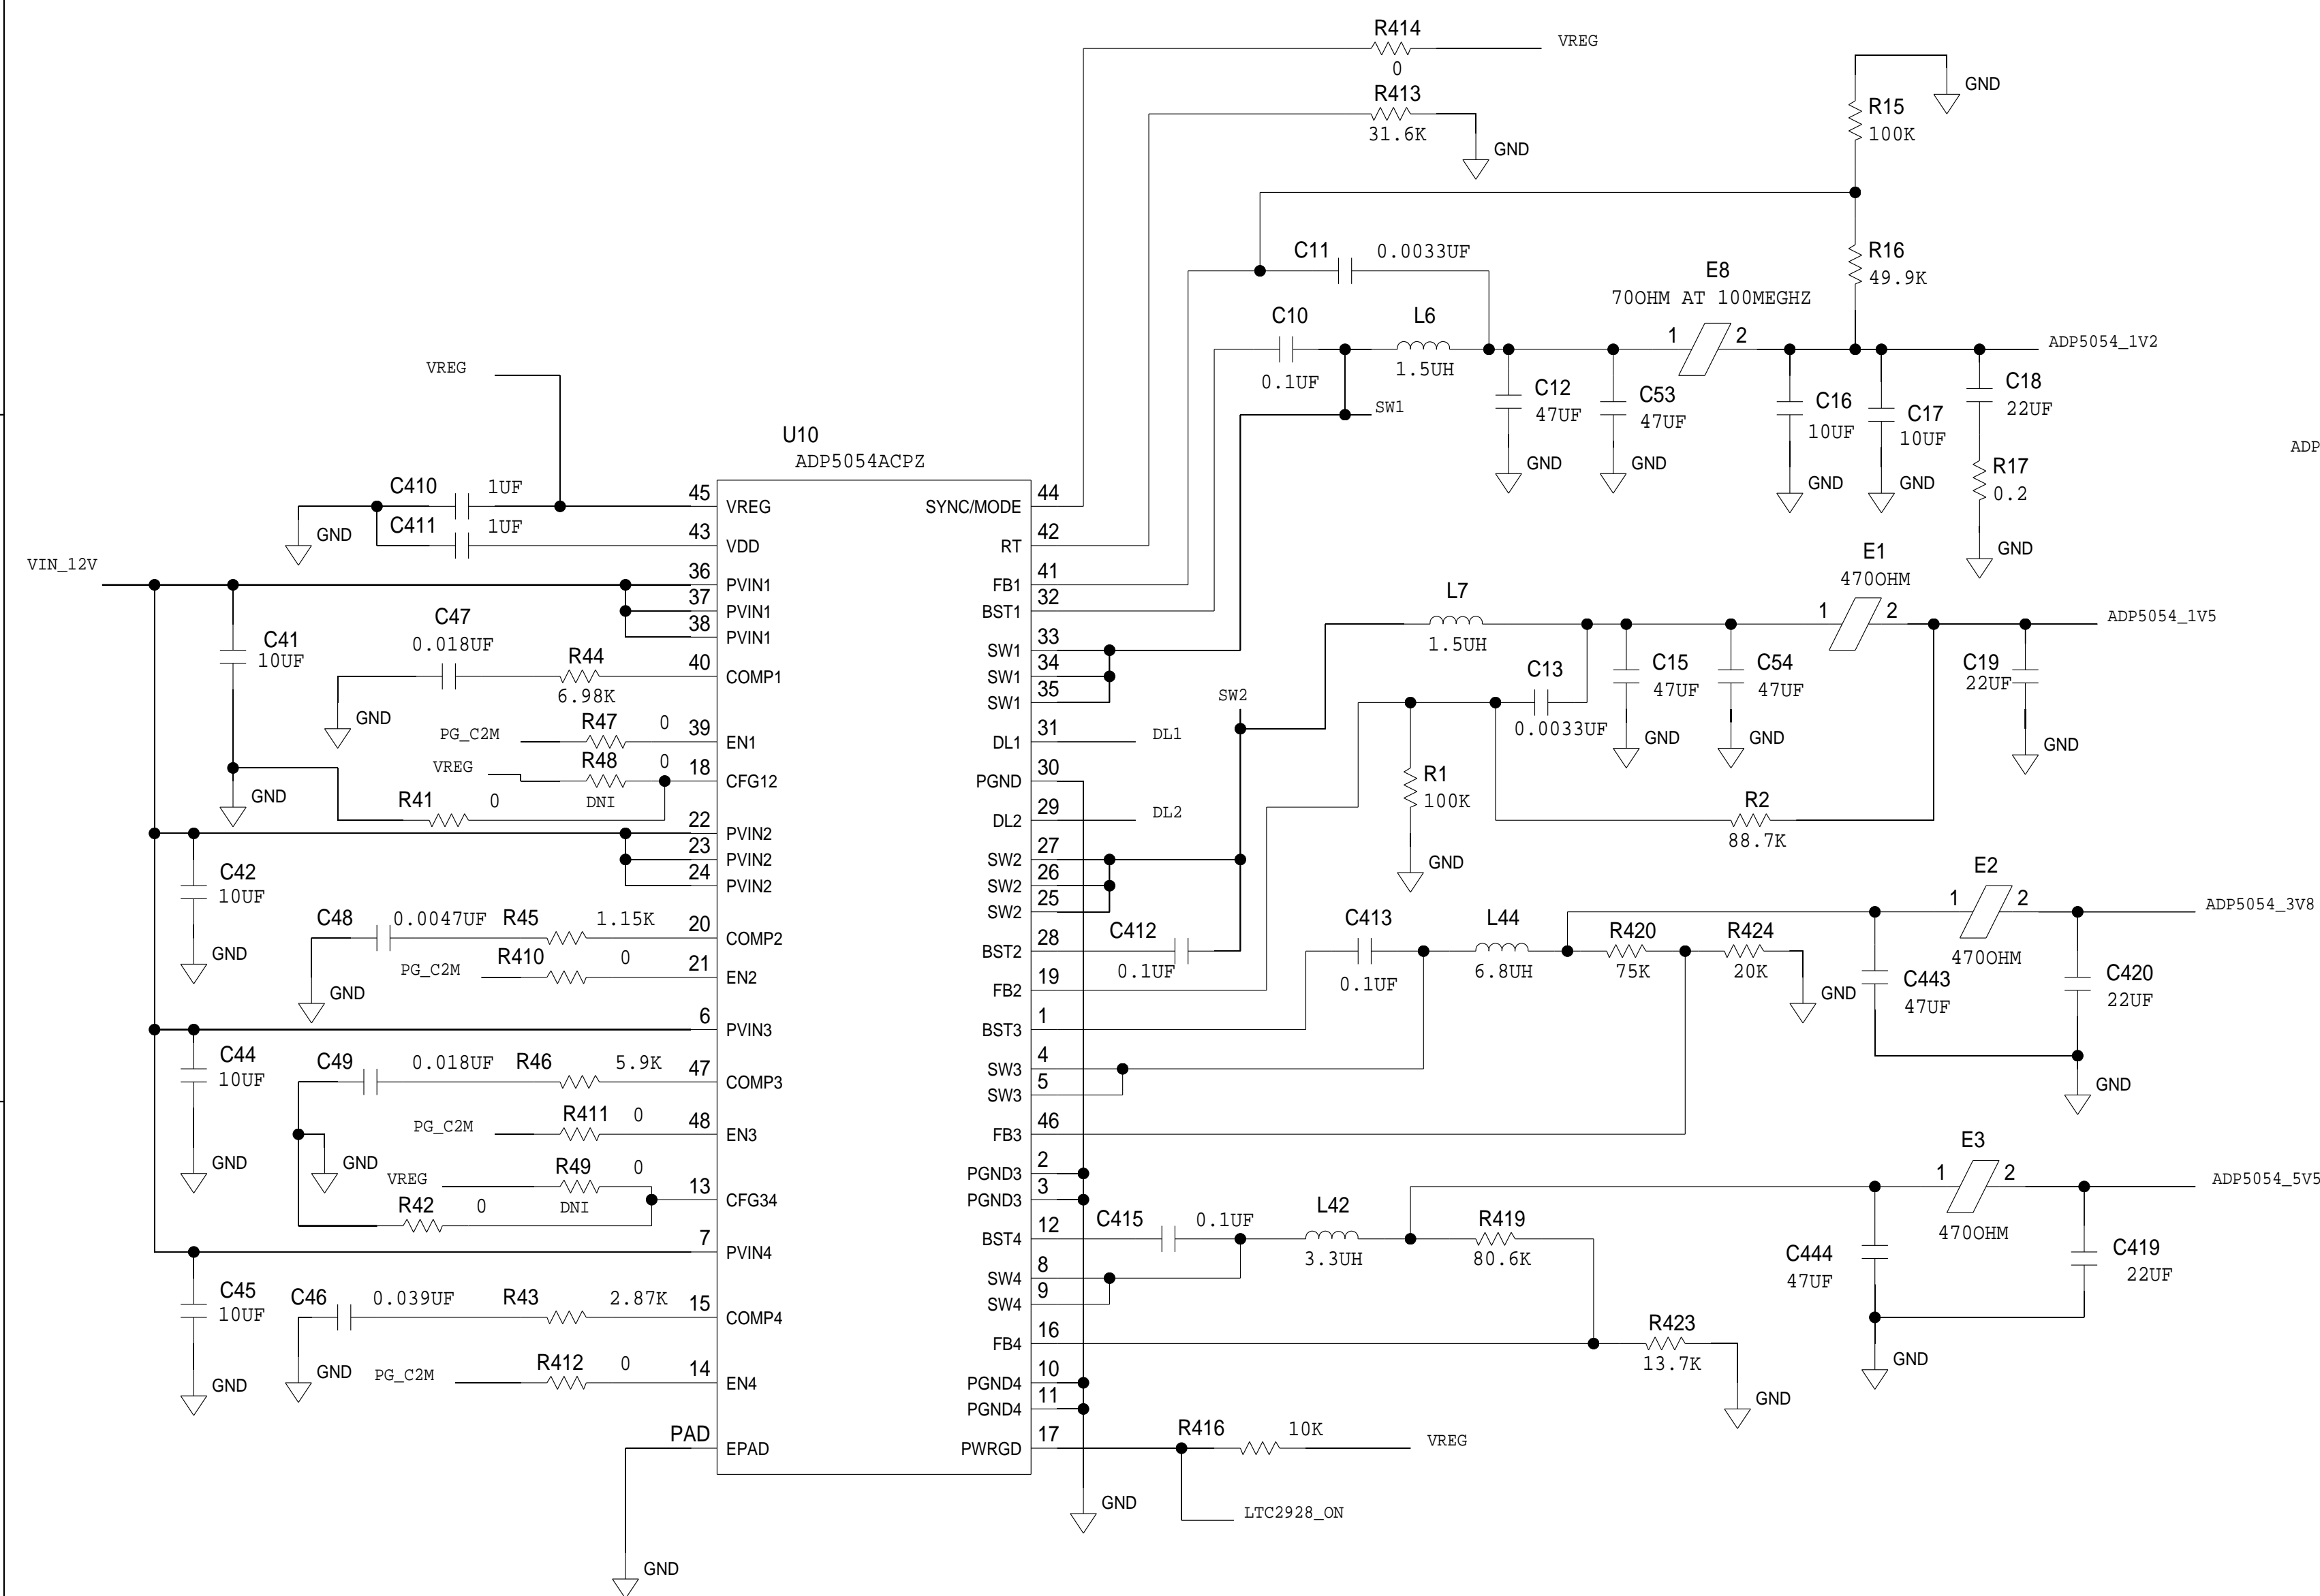 R414
VREG
0
R413
31.6K
GND
GND
R15
100K
C11 0.0033UF
R16
49.9K
E8
70OHM AT 100MEGHZ
C10
0.1UF
L6
1.5UH
1 2
ADP5054_1V2
SW1
C12
47UF
GND
C53
47UF
GND
C16
10UF
GND
C17
10UF
GND
C18
22UF
R17
0.2
GND
ADP
VREG
U10
ADP5054ACPZ
C410 1UF
C411 1UF
GND
VIN_12V
C41
10UF
C47
0.018UF
R44
6.98K
GND
PG_C2M R47 0
VREG R48 0
DNI
GND
R41 0
C42
10UF
GND
C48 0.0047UF R45 1.15K
PG_C2M R410 0
GND
C44
10UF
GND
C49 0.018UF R46 5.9K
PG_C2M R411 0
GND
VREG R49 0
DNI
R42 0
C45
10UF
GND
C46 0.039UF R43 2.87K
GND
PG_C2M R412 0
GND
45 VREG
43 VDD
36 PVIN1
37 PVIN1
38 PVIN1
40 COMP1
39 EN1
18 CFG12
22 PVIN2
23 PVIN2
24 PVIN2
20 COMP2
21 EN2
6 PVIN3
47 COMP3
48 EN3
13 CFG34
7 PVIN4
15 COMP4
14 EN4
PAD EPAD
SYNC/MODE 44
RT 42
FB1 41
BST1 32
SW1 33
SW1 34
SW1 35
DL1 31 DL1
PGND 30
DL2 29 DL2
SW2 27
SW2 26
SW2 25
BST2 28
FB2 19
BST3 1
SW3 4
SW3 5
FB3 46
PGND3 2
PGND3 3
BST4 12
SW4 8
SW4 9
FB4 16
PGND4 10
PGND4 11
PWRGD 17
GND
E1
470OHM
1 2
ADP5054_1V5
L7
1.5UH
SW2
C13
0.0033UF
C15
47UF
GND
C54
47UF
GND
C19
22UF
GND
R1
100K
GND
R2
88.7K
C412
0.1UF
C413
0.1UF
L44
6.8UH
R420
75K
R424
20K
GND
E2
1 2
470OHM
ADP5054_3V8
C443
47UF
C420
22UF
GND
E3
1 2
470OHM
ADP5054_5V5
C415 0.1UF
L42
3.3UH
R419
80.6K
C444
47UF
C419
22UF
GND
R423
13.7K
GND
R416 10K
VREG
LTC2928_ON